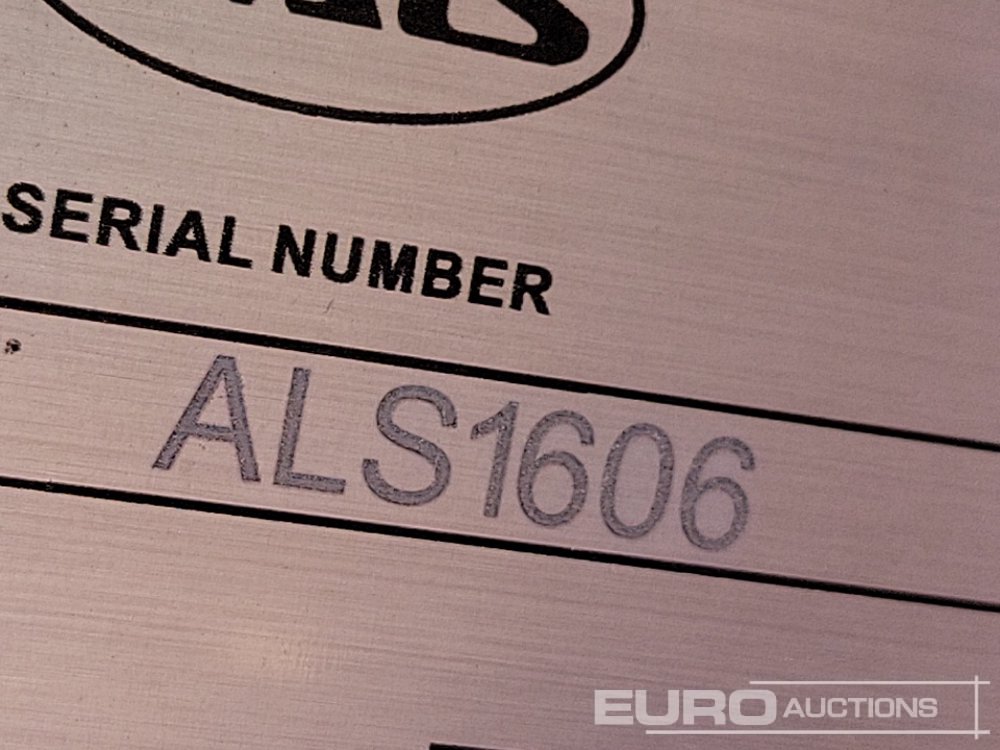 SERIAL NUMBER
ALS1606
EURO AUCTIONS